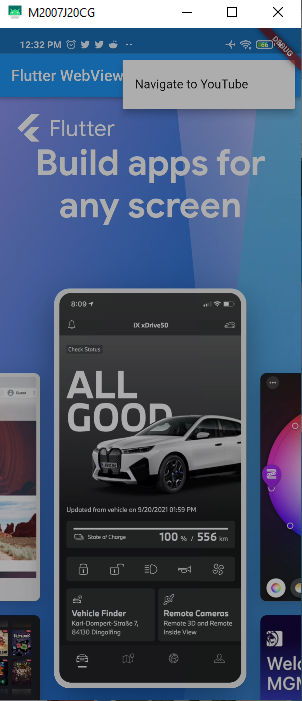 M2007J20CG
12:32 PM
66
DEBUG
Flutter WebView
Navigate to YouTube
Flutter
Build apps for
any screen
8:09
iX xDrive50
Check Status
ALL
GOOD
Updated from vehicle on 9/20/2021 01:59 PM
State of Charge
100 % / 556 km
Vehicle Finder
Karl-Dompert-Straße 7,
84130 Dingolfing
Remote Cameras
Remote 3D and Remote
Inside View
Guest
Welc
MGM